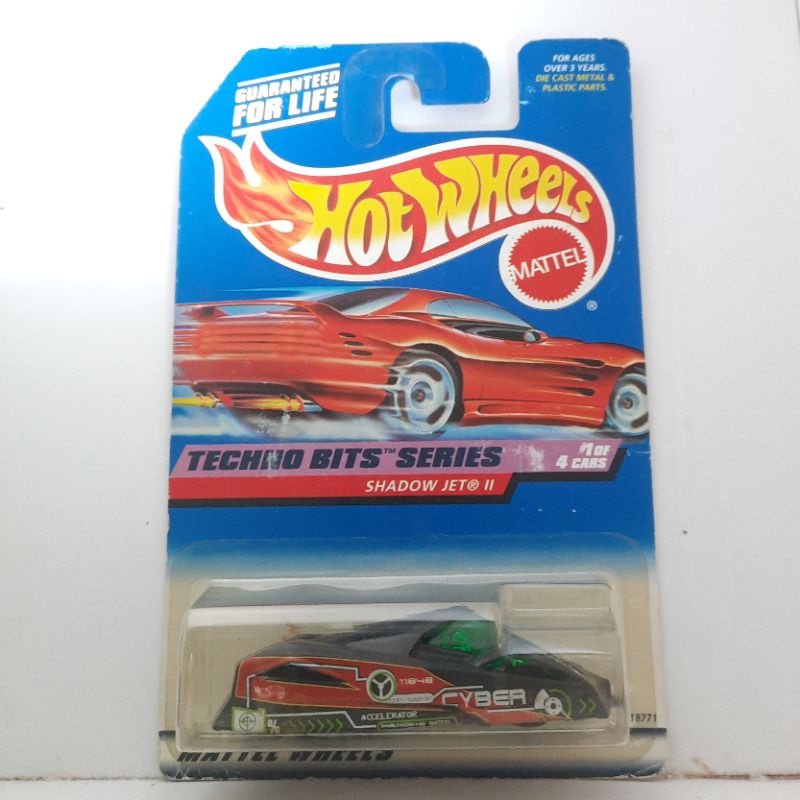 GUARANTEED
FOR LIFE
FOR AGES
OVER 3 YEARS.
DIE CAST METAL &
PLASTIC PARTS.
HOT WHEELS
MATTEL
®
TECHNO BITS™ SERIES
#1 OF
4 CARS
SHADOW JET® II
11848
CYBER
ACCELERATOR
18771
MATTEL WHEELS